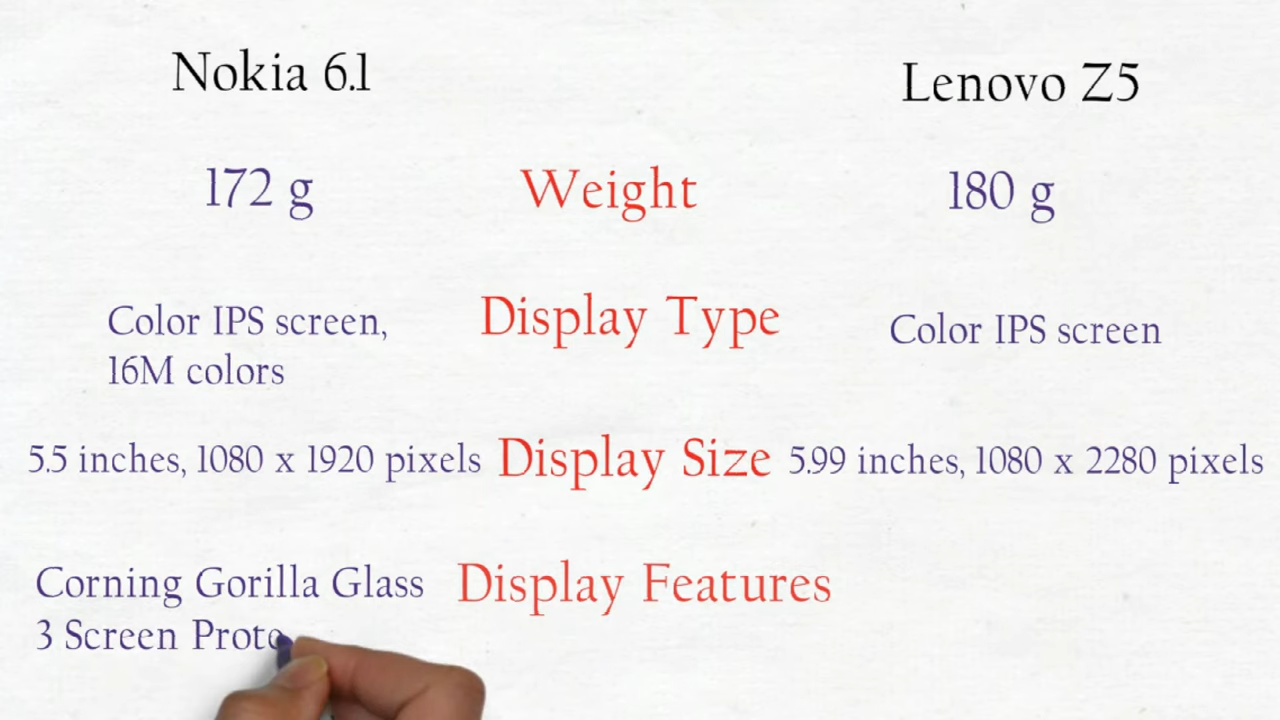 Nokia 6.1
Lenovo Z5
172 g
Weight
180 g
Color IPS screen,
16M colors
Display Type
Color IPS screen
5.5 inches, 1080 x 1920 pixels
Display Size
5.99 inches, 1080 x 2280 pixels
Corning Gorilla Glass
3 Screen Proto
Display Features